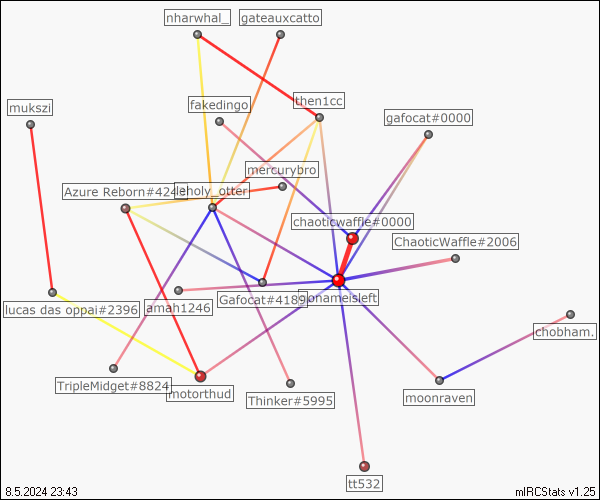 nharwhal_ gateauxcatto
mukszi
fakedingo then1cc
gafocat#0000
mercurybro
Azure Reborn#424
leholy_otter
chaoticwaffle#0000
ChaoticWaffle#2006
Gafocat#4189
nameisleft
lucas das oppai#2396
amah1246
chobham.
TripleMidget#8824
motorthud
Thinker#5995
moonraven
tt532
8.5.2024 23:43
mIRCStats v1.25